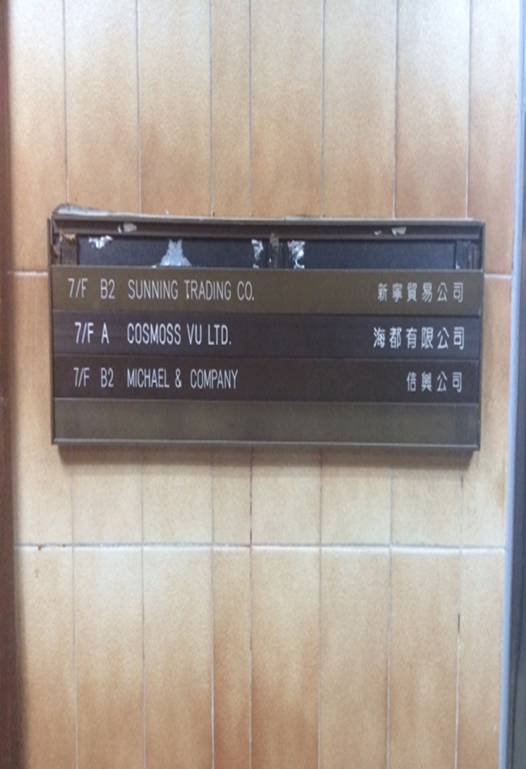 7/F B2 SUNNING TRADING CO. 新寧貿易公司
7/F A COSMOSS VU LTD. 海都有限公司
7/F B2 MICHAEL & COMPANY 信興公司